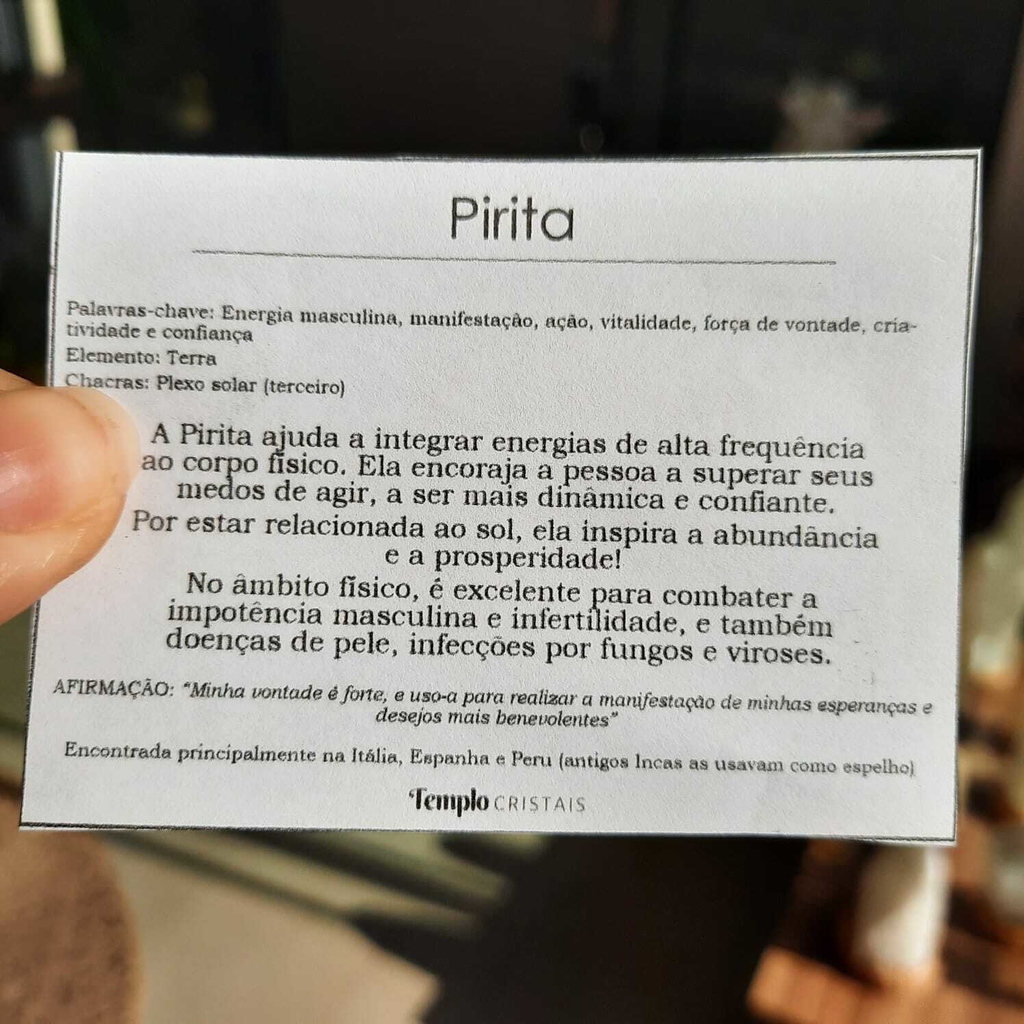 Pirita
Palavras-chave: Energia masculina, manifestação, ação, vitalidade, força de vontade, cria-
tividade e confiança
Elemento: Terra
Chacras: Plexo solar (terceiro)
A Pirita ajuda a integrar energias de alta frequência
ao corpo físico. Ela encoraja a pessoa a superar seus
medos de agir, a ser mais dinâmica e confiante.
Por estar relacionada ao sol, ela inspira a abundância
e a prosperidade!
No âmbito físico, é excelente para combater a
impotência masculina e infertilidade, e também
doenças de pele, infecções por fungos e viroses.
AFIRMAÇÃO: "Minha vontade é forte, e uso-a para realizar a manifestação de minhas esperanças e
desejos mais benevolentes"
Encontrada principalmente na Itália, Espanha e Peru (antigos Incas as usavam como espelho)
Templo CRISTAIS